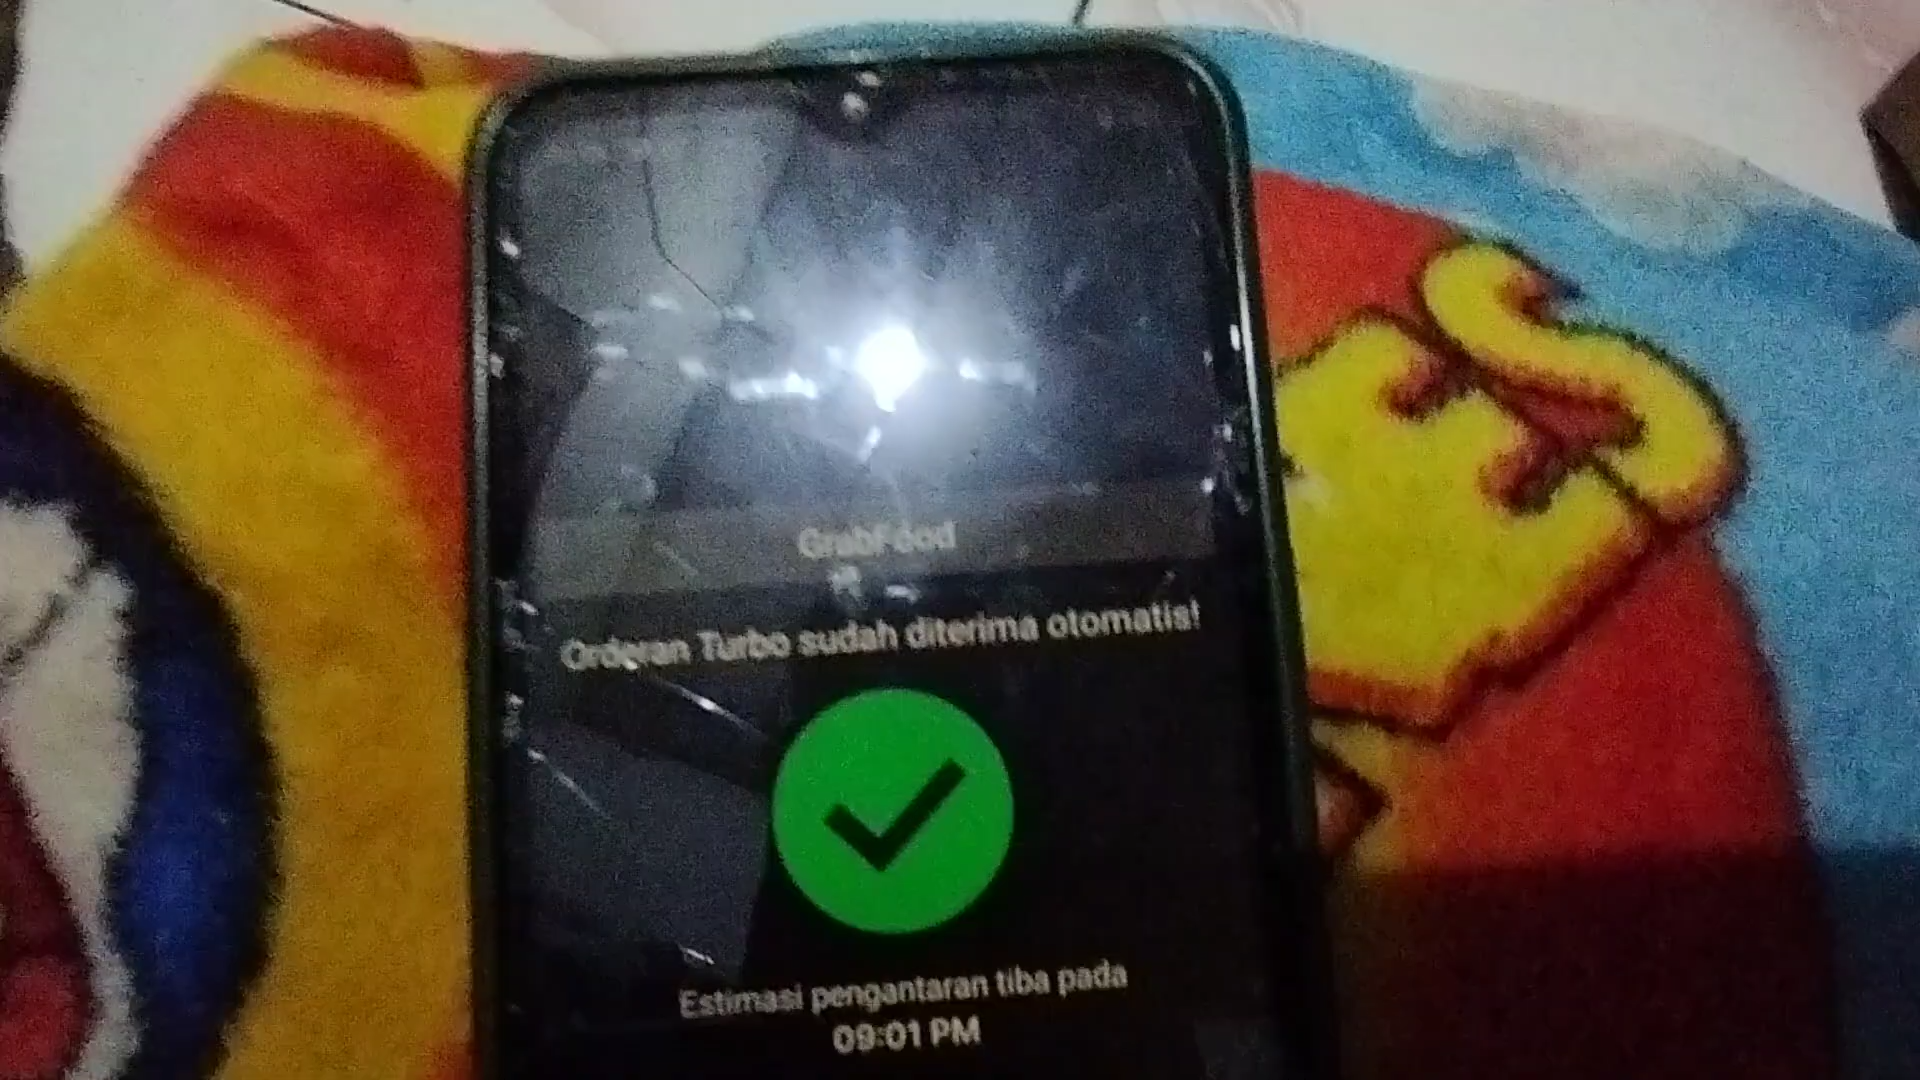 GrabFood
Orderan Turbo sudah diterima otomatis!
Estimasi pengantaran tiba pada
09:01 PM